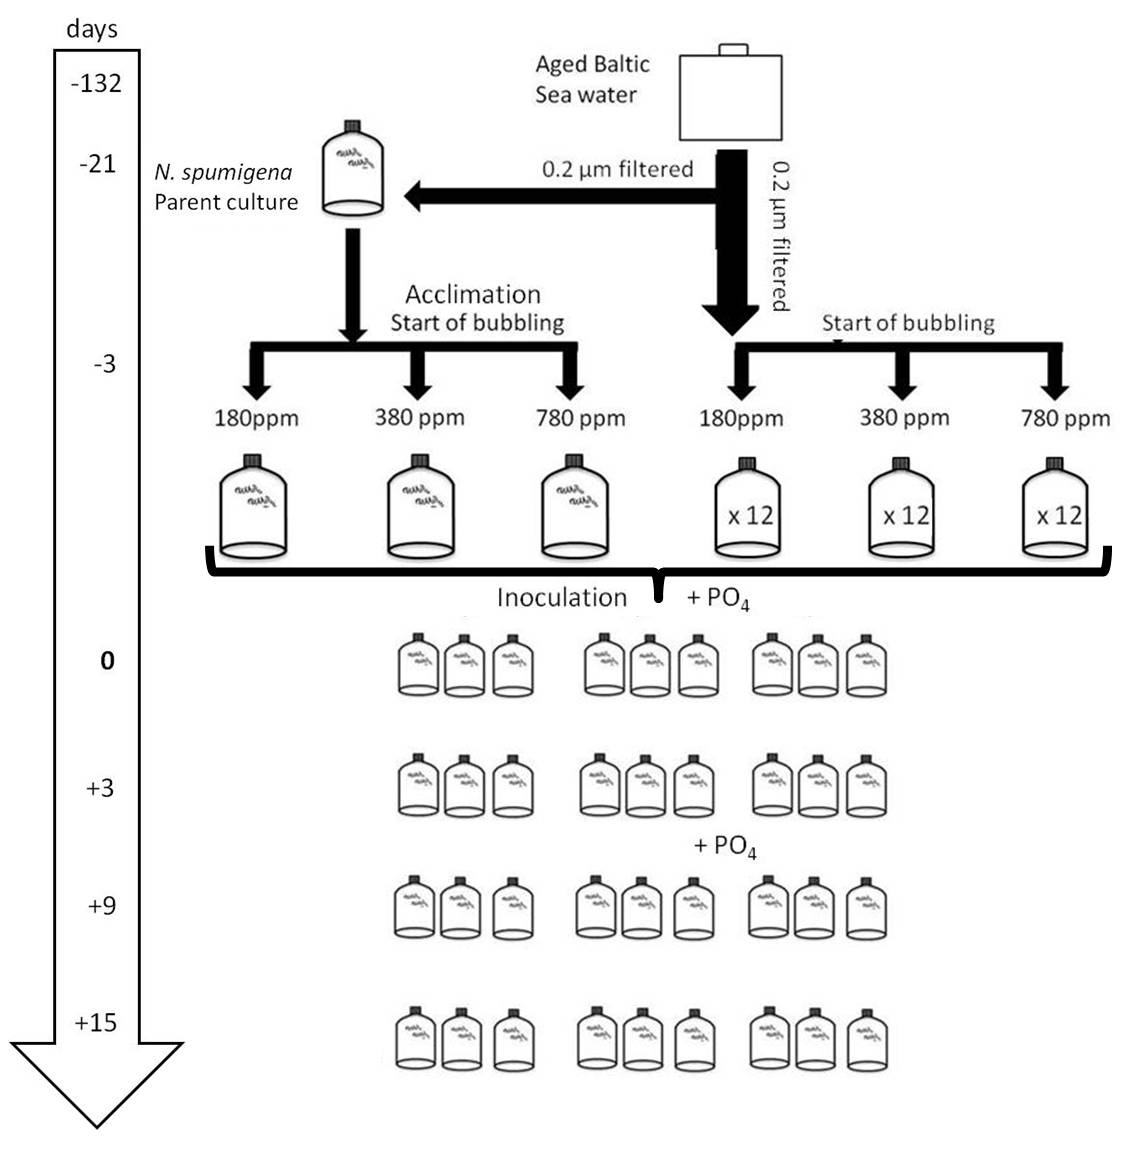 days
-132
Aged Baltic
Sea water
-21
N. spumigena
Parent culture
0.2 µm filtered
0.2 µm filtered
Acclimation
Start of bubbling
Start of bubbling
-3
180ppm
380 ppm
780 ppm
180ppm
380 ppm
780 ppm
x 12
x 12
x 12
Inoculation
+ PO₄
0
+3
+ PO₄
+9
+15